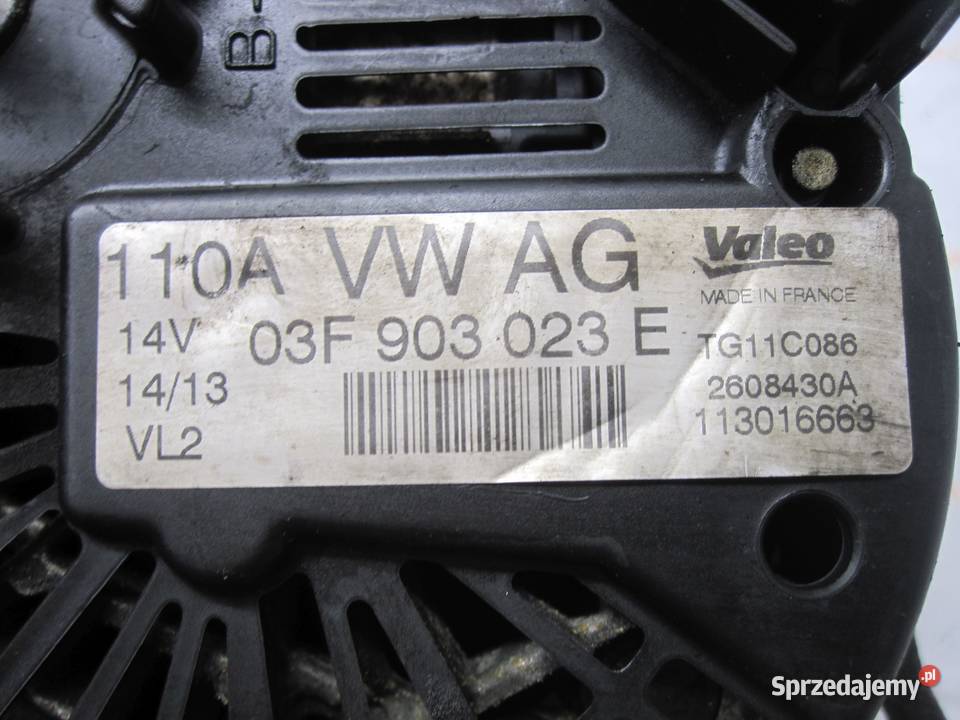 B-
110A VW AG
Valeo
MADE IN FRANCE
14V 03F 903 023 E
TG11C086
14/13
2608430A
VL2
113016663
Sprzedajemy.pl